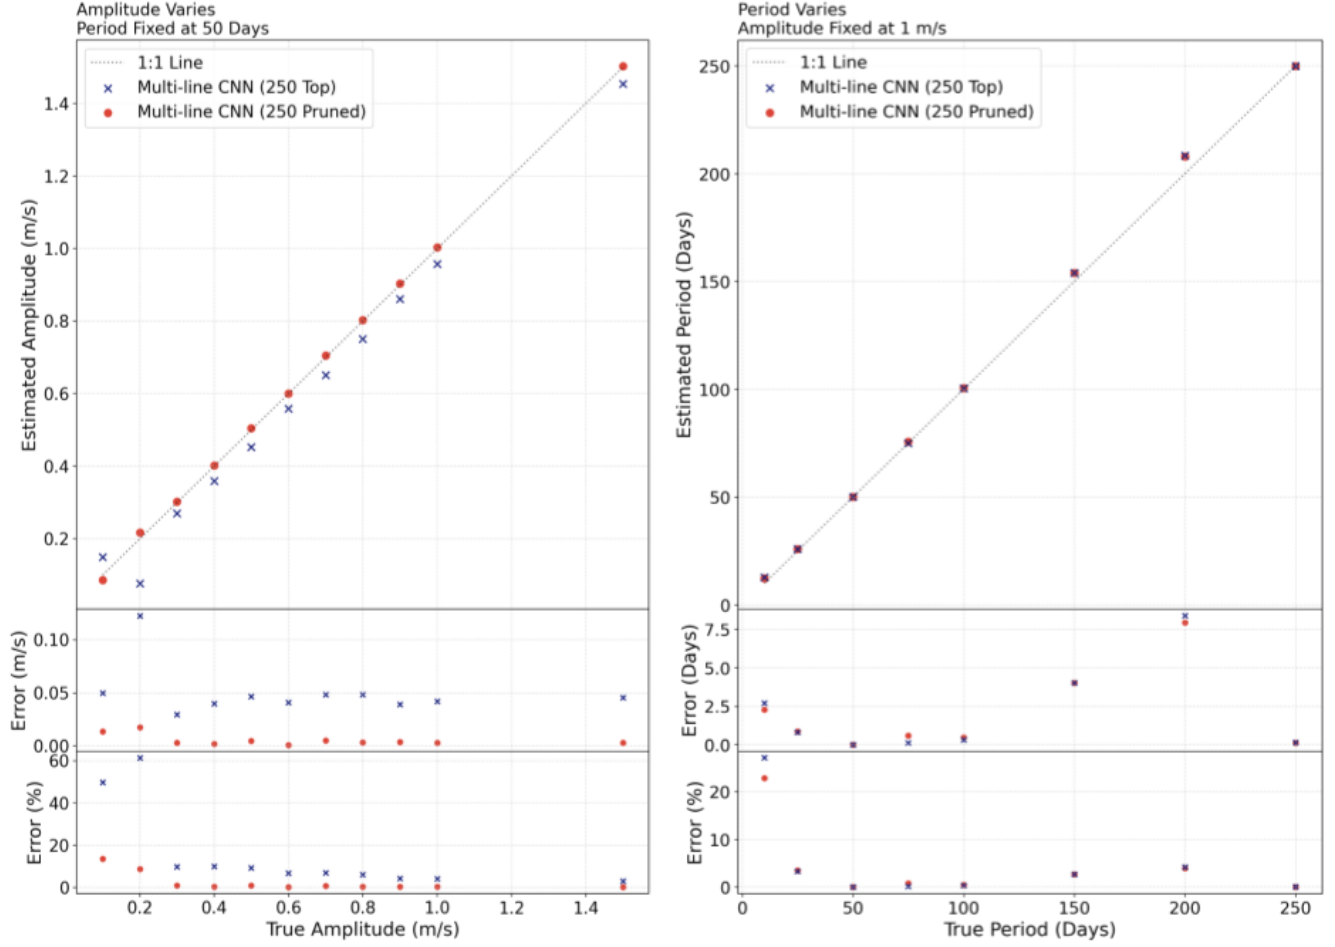 Amplitude Varies
Period Fixed at 50 Days
1:1 Line
Multi-line CNN (250 Top)
Multi-line CNN (250 Pruned)
Estimated Amplitude (m/s)
1.4
1.2
1.0
0.8
0.6
0.4
0.2
Error (m/s)
0.10
0.05
0.00
Error (%)
60
40
20
0
0.2 0.4 0.6 0.8 1.0 1.2 1.4
True Amplitude (m/s)
Period Varies
Amplitude Fixed at 1 m/s
1:1 Line
Multi-line CNN (250 Top)
Multi-line CNN (250 Pruned)
Estimated Period (Days)
250
200
150
100
50
0
Error (Days)
7.5
5.0
2.5
0.0
Error (%)
20
10
0
0 50 100 150 200 250
True Period (Days)